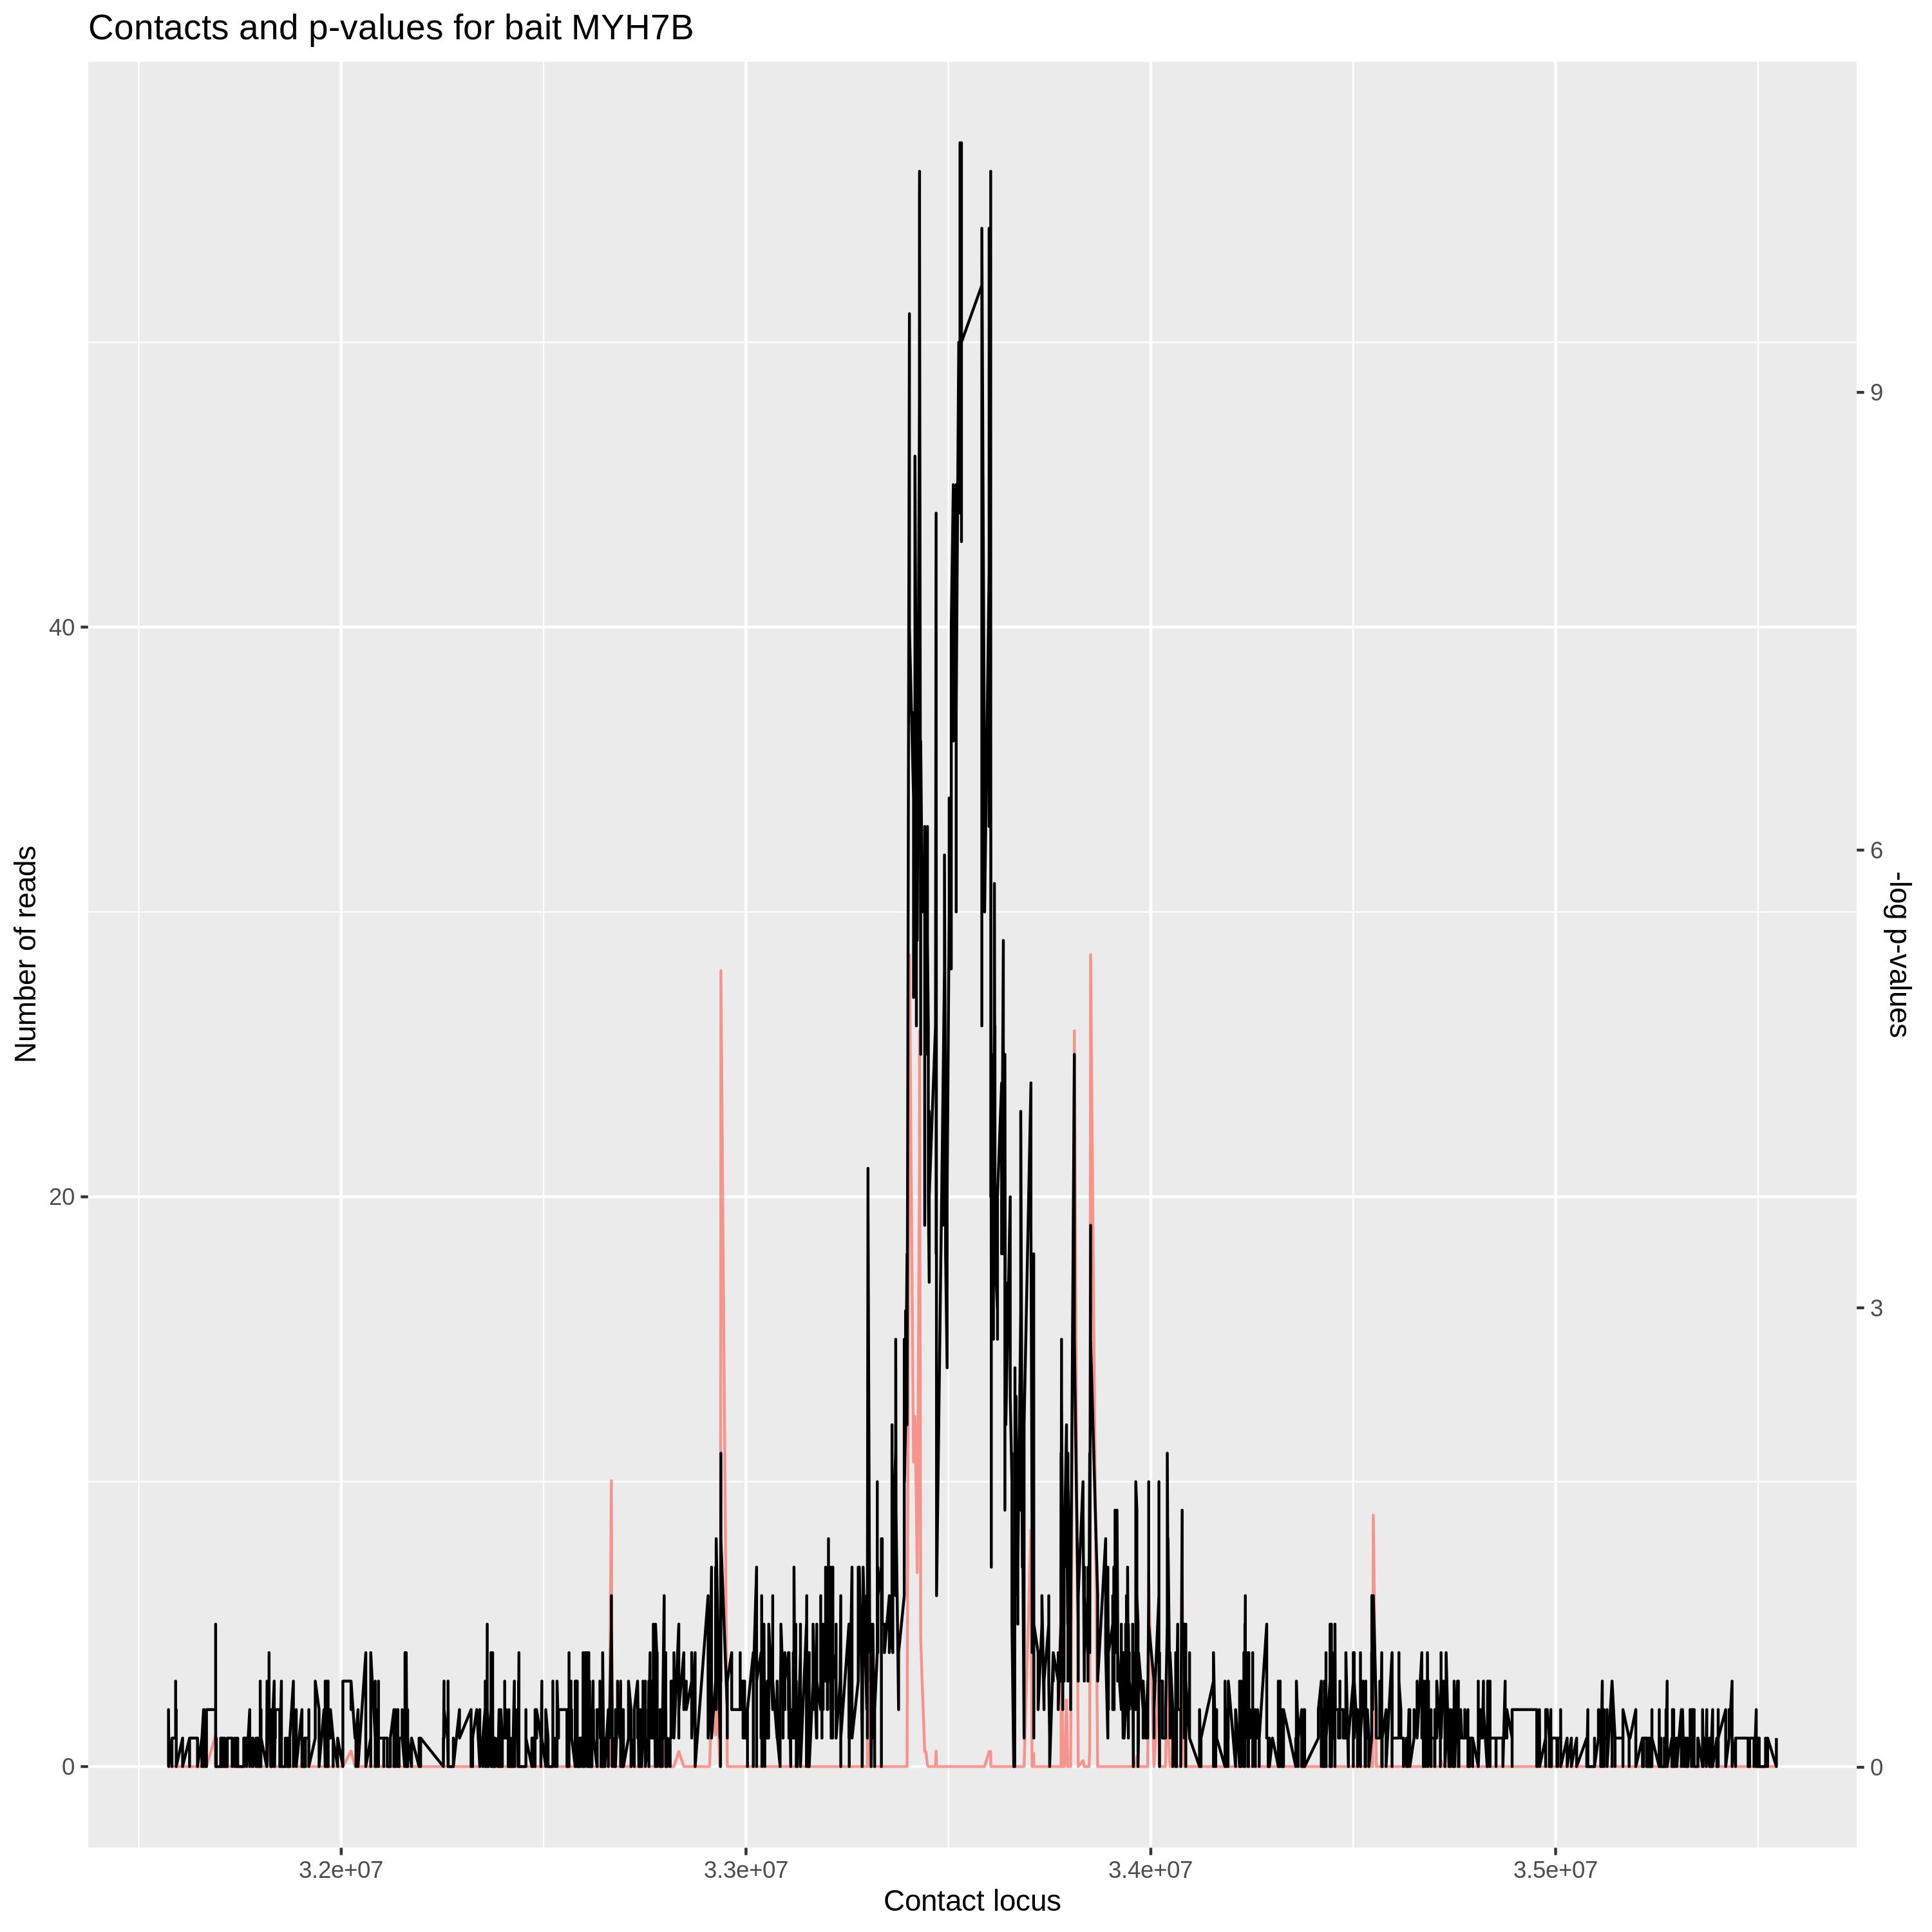 Contacts and p-values for bait MYH7B
Number of reads
40
20
0
9
6
3
0
-log p-values
3.2e+07 3.3e+07 3.4e+07 3.5e+07
Contact locus